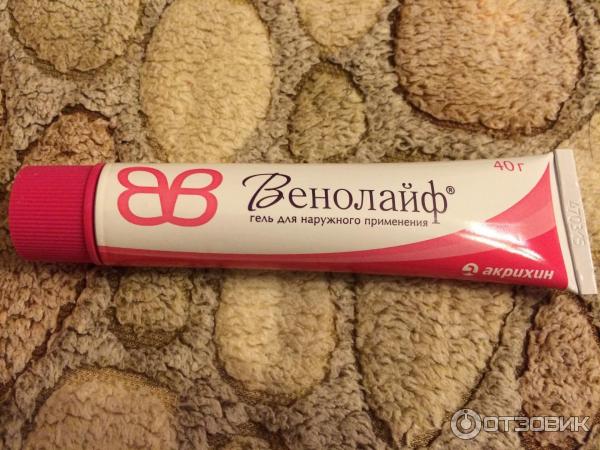 40 г
Венолайф®
гель для наружного применения
акрихин
ОТЗОВИК